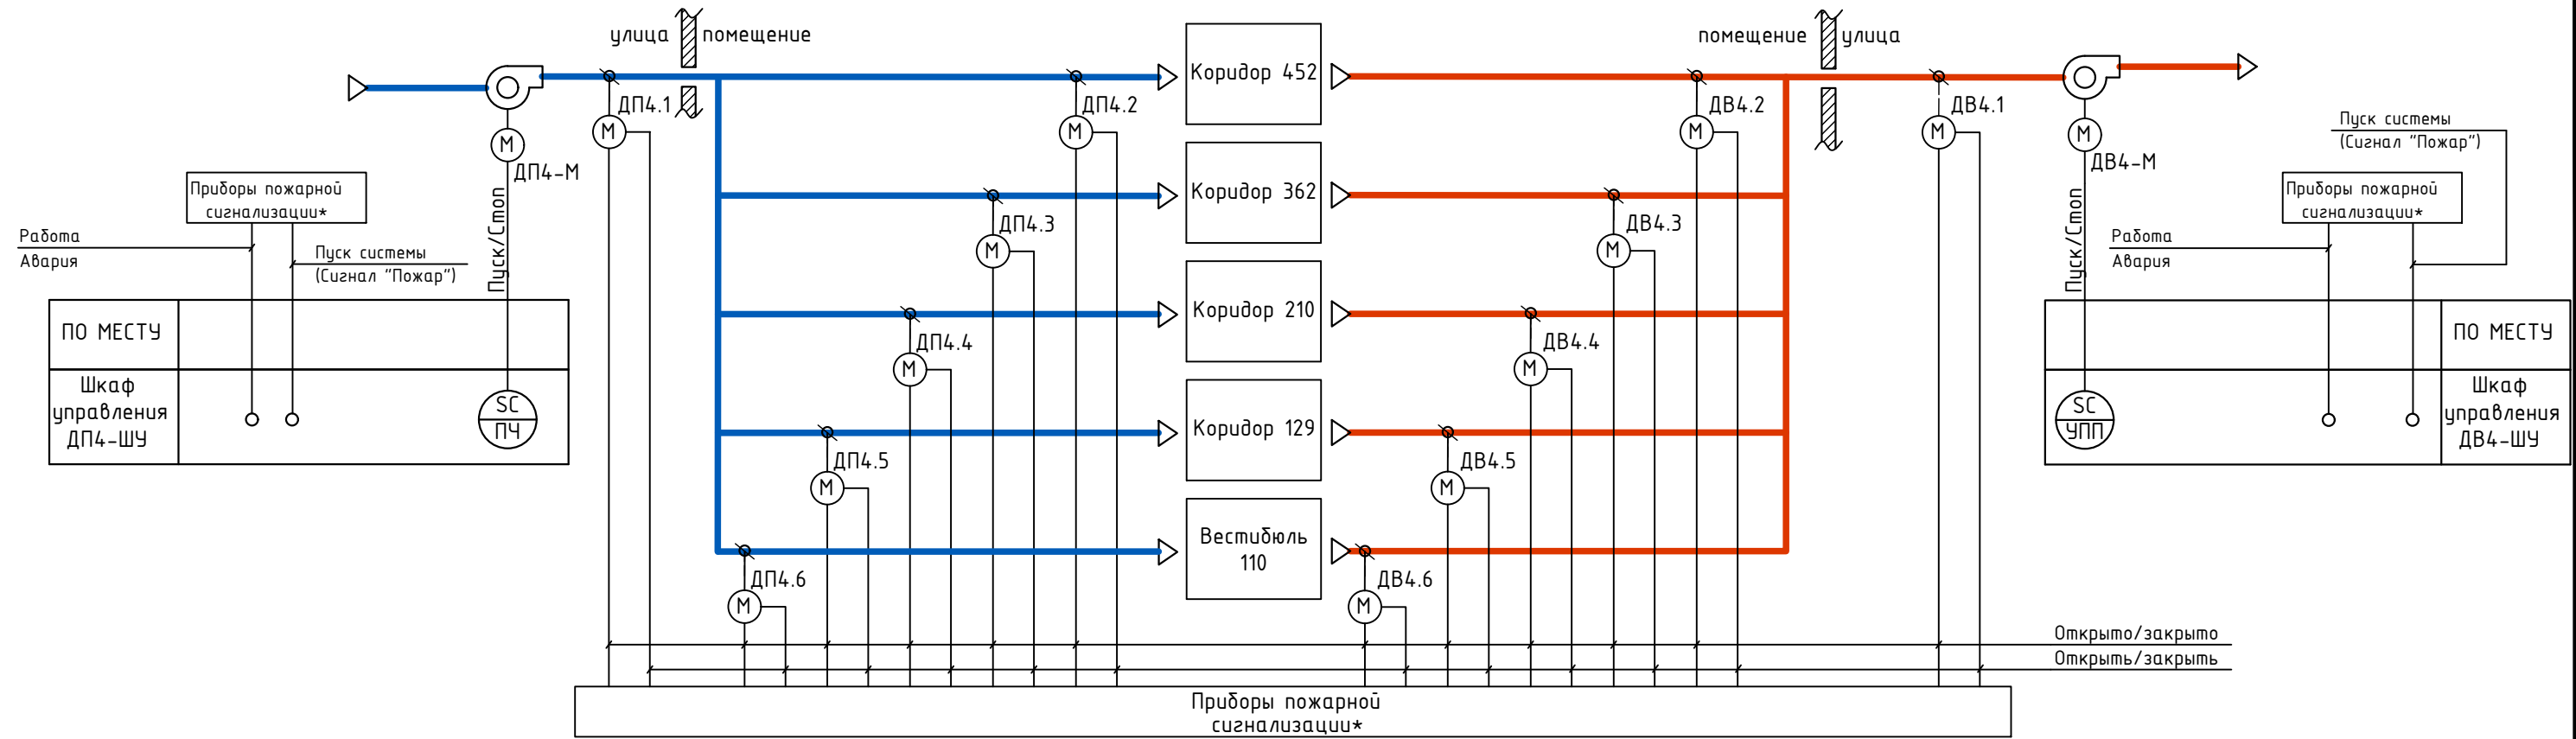 улица
помещение
помещение
улица
Коридор 452
ДП4.1
ДП4.2
ДВ4.2
ДВ4.1
М
М
М
М
М
ДП4-М
М
ДВ4-М
Пуск системы
(Сигнал "Пожар")
Приборы пожарной
сигнализации*
Пуск/Стоп
Работа
Авария
Пуск системы
(Сигнал "Пожар")
Коридор 362
ДП4.3
М
ДВ4.3
М
Пуск/Стоп
Приборы пожарной
сигнализации*
Работа
Авария
ПО МЕСТУ
Шкаф
управления
ДП4-ШУ
SC
ПЧ
Коридор 210
ДП4.4
М
ДВ4.4
М
ПО МЕСТУ
Шкаф
управления
ДВ4-ШУ
SC
УПП
Коридор 129
ДП4.5
М
ДВ4.5
М
Вестибюль
110
ДП4.6
М
ДВ4.6
М
Открыто/закрыто
Открыть/закрыть
Приборы пожарной
сигнализации*